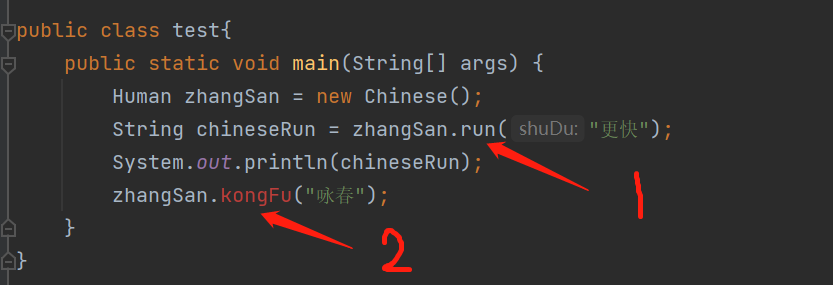 public class test{
public static void main(String[] args) {
Human zhangSan = new Chinese();
String chineseRun = zhangSan.run( shuDu: "更快");
System.out.println(chineseRun);
zhangSan.kongFu("咏春");
}
}
1
2